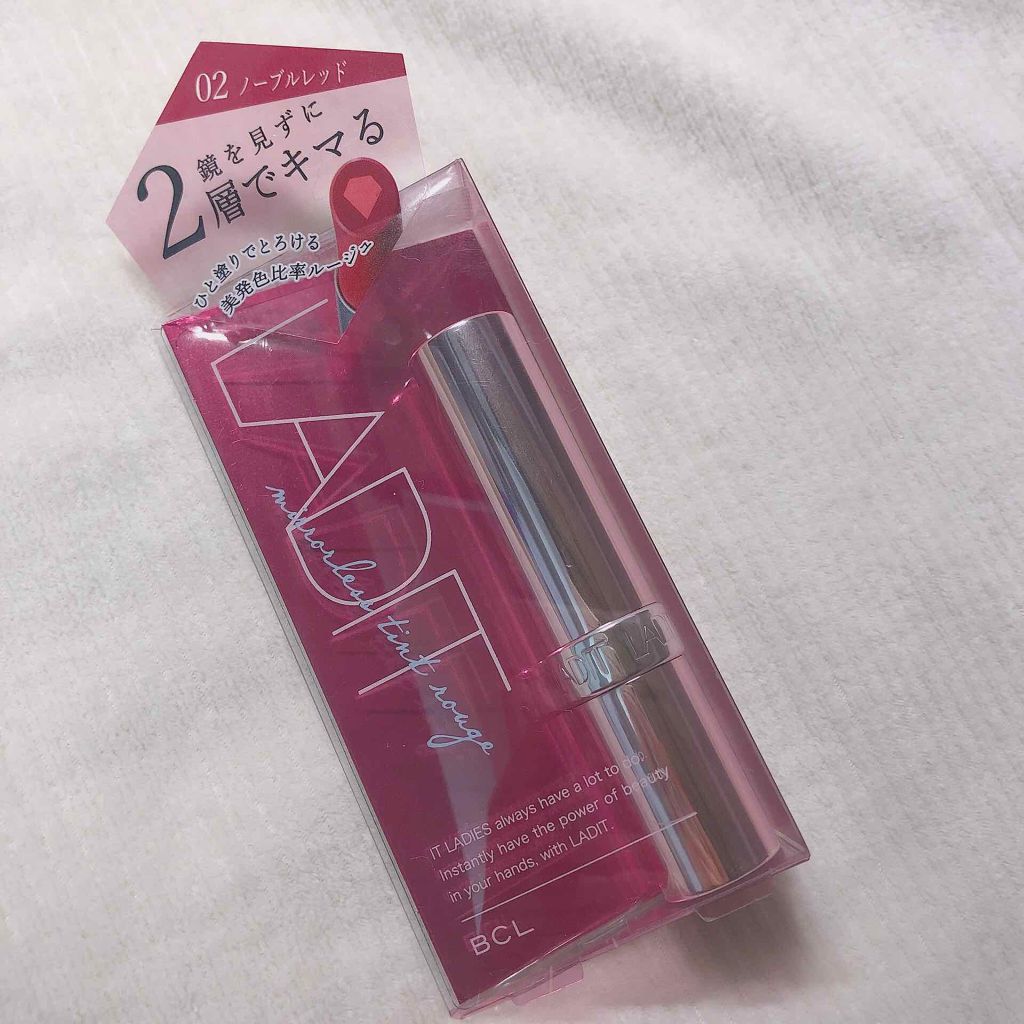 02 ノーブルレッド
鏡を見ずに
2層でキマる
ひと塗りでとろける
美発色比率ルージュ
LADIT
mirrorless tint rouge
IT LADIES always have a lot to do.
Instantly have the power of beauty
in your hands, with LADIT.
BCL